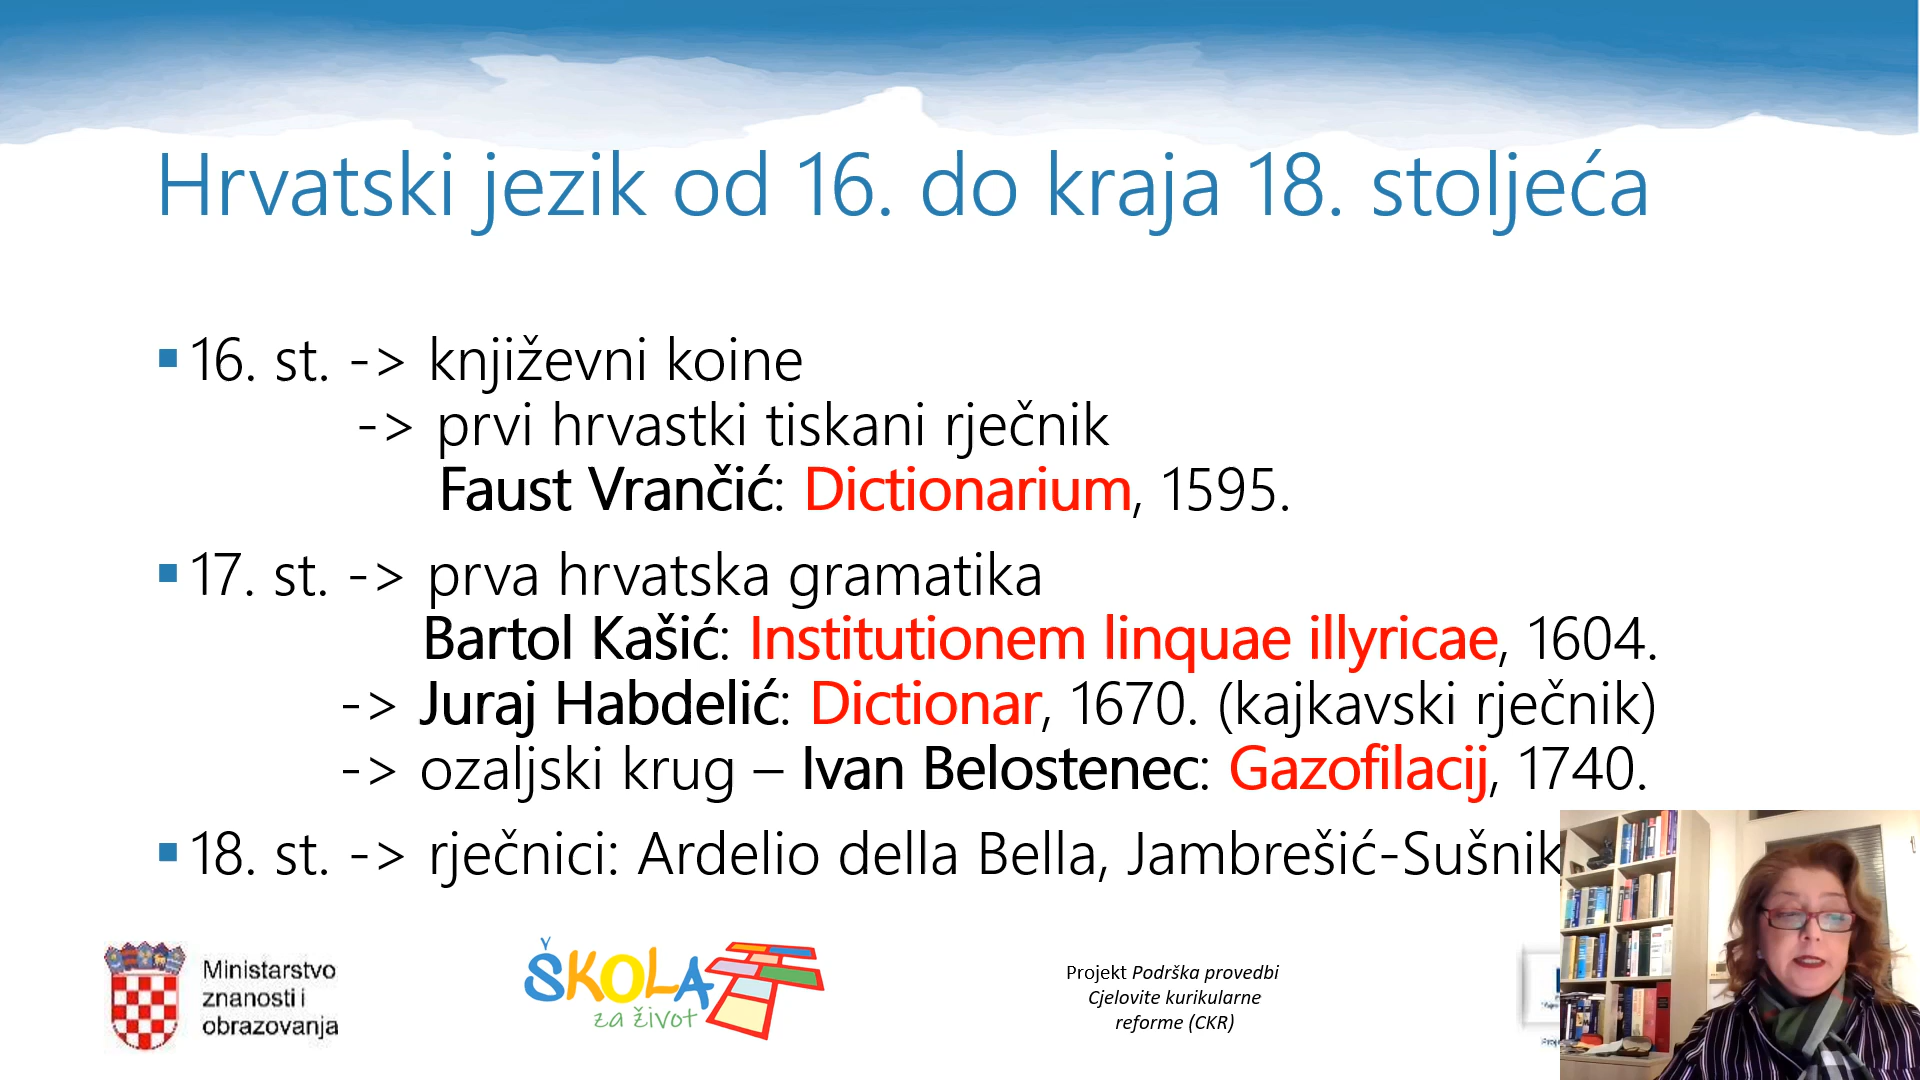 Hrvatski jezik od 16. do kraja 18. stoljeća
16. st. -> književni koine
-> prvi hrvastki tiskani rječnik
Faust Vrančić: Dictionarium, 1595.
17. st. -> prva hrvatska gramatika
Bartol Kašić: Institutionem linquae illyricae, 1604.
-> Juraj Habdelić: Dictionar, 1670. (kajkavski rječnik)
-> ozaljski krug – Ivan Belostenec: Gazofilacij, 1740.
18. st. -> rječnici: Ardelio della Bella, Jambrešić-Sušnik
Ministarstvo
znanosti i
obrazovanja
ŠKOLA
za život
Projekt Podrška provedbi
Cjelovite kurikularne
reforme (CKR)